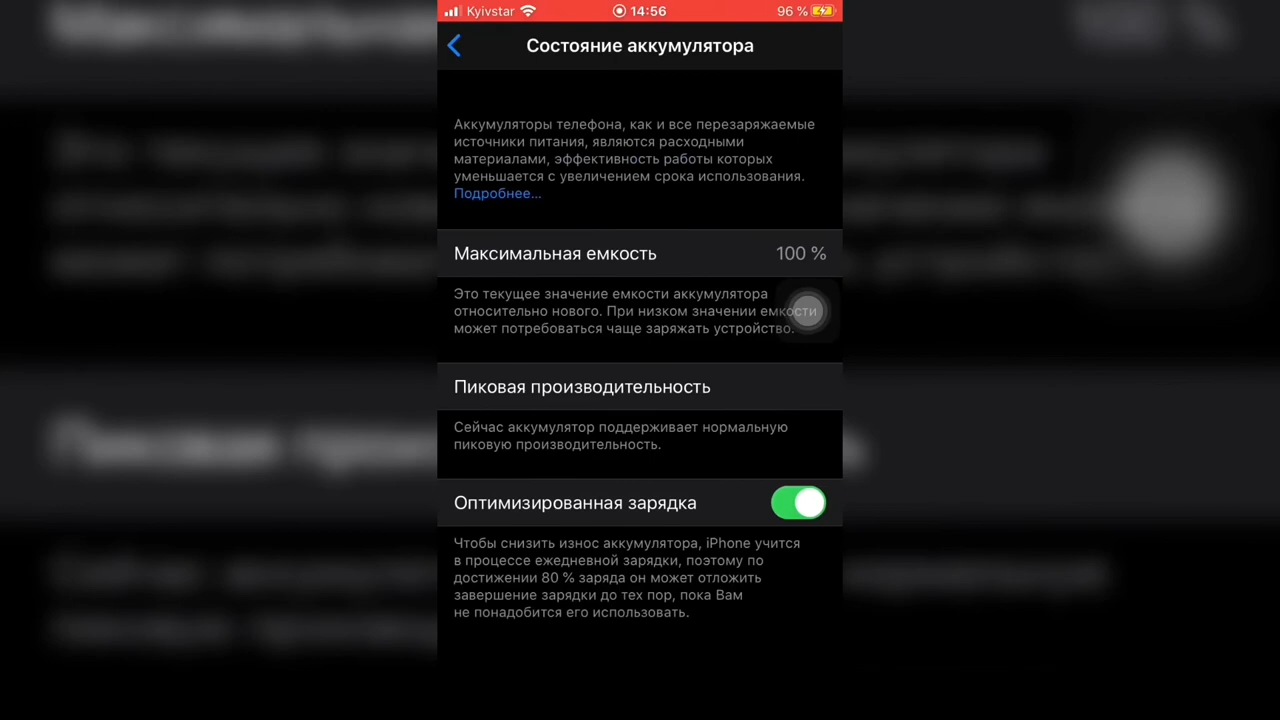 Kyivstar 14:56 96 %
Состояние аккумулятора
Аккумуляторы телефона, как и все перезаряжаемые
источники питания, являются расходными
материалами, эффективность работы которых
уменьшается с увеличением срока использования.
Подробнее...
Максимальная емкость 100 %
Это текущее значение емкости аккумулятора
относительно нового. При низком значении емкости
может потребоваться чаще заряжать устройство.
Пиковая производительность
Сейчас аккумулятор поддерживает нормальную
пиковую производительность.
Оптимизированная зарядка
Чтобы снизить износ аккумулятора, iPhone учится
в процессе ежедневной зарядки, поэтому по
достижении 80 % заряда он может отложить
завершение зарядки до тех пор, пока Вам
не понадобится его использовать.